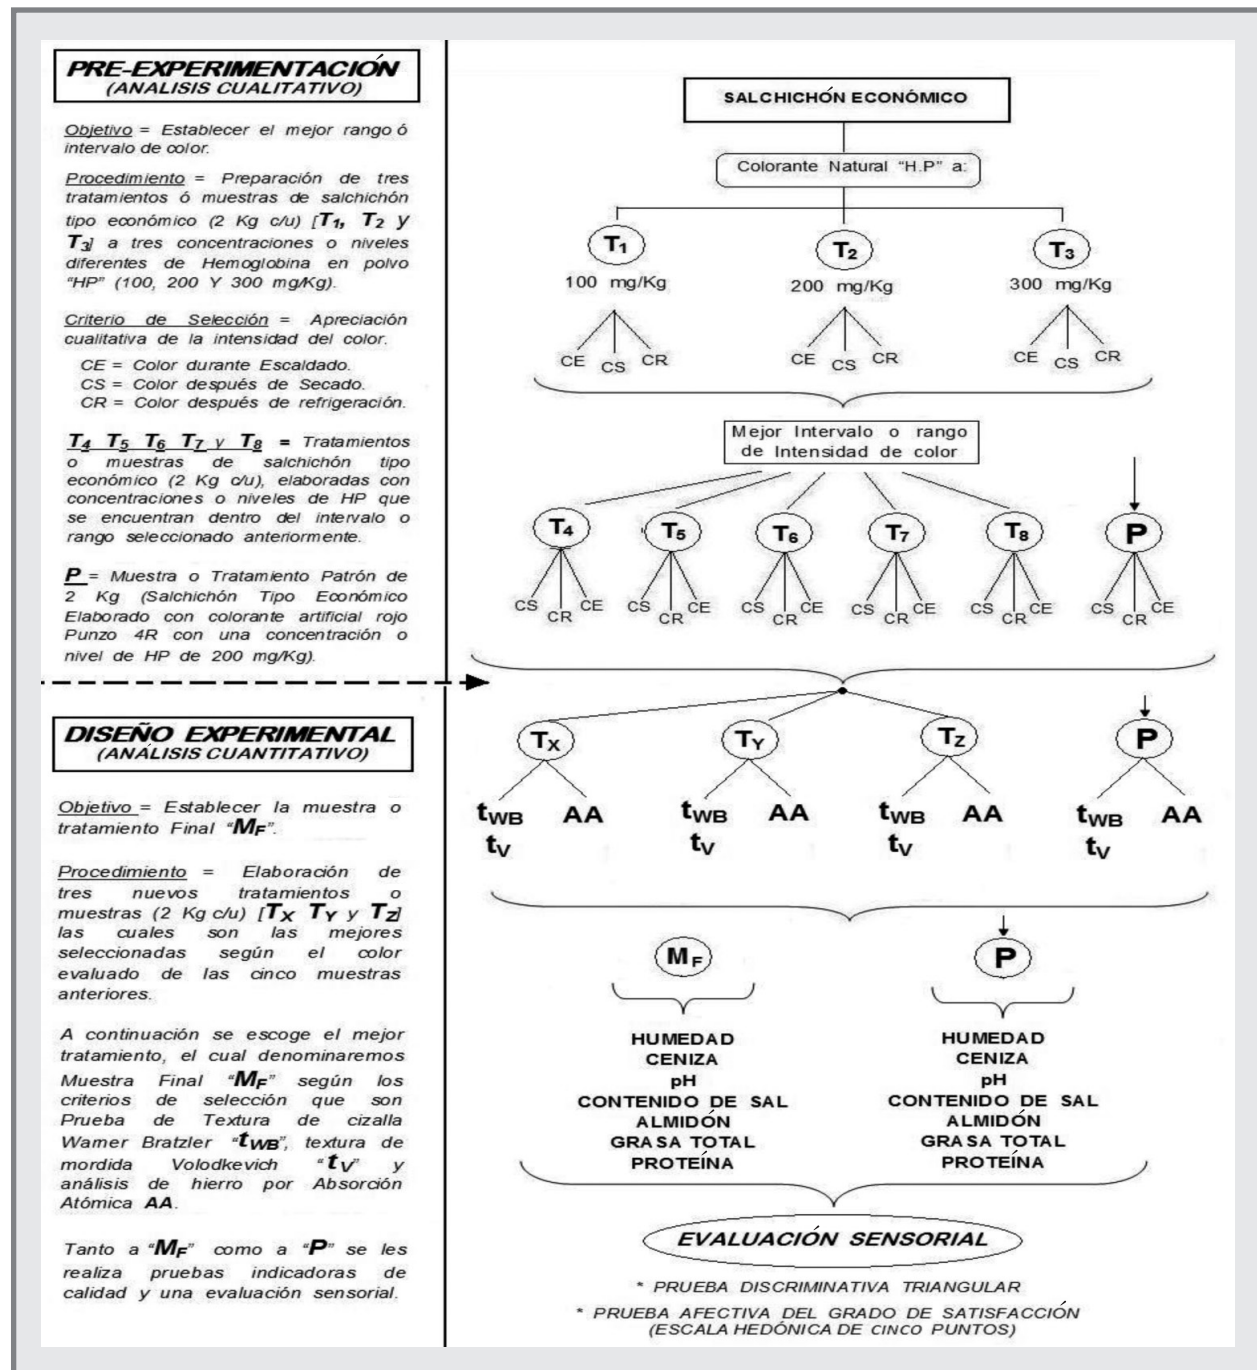 PRE-EXPERIMENTACIÓN
(ANALISIS CUALITATIVO)
Objetivo = Establecer el mejor rango ó
intervalo de color.
Procedimiento = Preparación de tres
tratamientos ó muestras de salchichón
tipo económico (2 Kg c/u) [T1, T2 y
T3] a tres concentraciones o niveles
diferentes de Hemoglobina en polvo
“HP” (100, 200 Y 300 mg/Kg).
Criterio de Selección = Apreciación
cualitativa de la intensidad del color.
CE = Color durante Escaldado.
CS = Color después de Secado.
CR = Color después de refrigeración.
T4 T5 T6 T7 y T8 = Tratamientos
o muestras de salchichón tipo
económico (2 Kg c/u), elaboradas con
concentraciones o niveles de HP que
se encuentran dentro del intervalo o
rango seleccionado anteriormente.
P = Muestra o Tratamiento Patrón de
2 Kg (Salchichón Tipo Económico
Elaborado con colorante artificial rojo
Punzo 4R con una concentración o
nivel de HP de 200 mg/Kg).
DISEÑO EXPERIMENTAL
(ANÁLISIS CUANTITATIVO)
Objetivo = Establecer la muestra o
tratamiento Final “MF”.
Procedimiento = Elaboración de
tres nuevos tratamientos o
muestras (2 Kg c/u) [TX TY y TZ]
las cuales son las mejores
seleccionadas según el color
evaluado de las cinco muestras
anteriores.
A continuación se escoge el mejor
tratamiento, el cual denominaremos
Muestra Final “MF” según los
criterios de selección que son
Prueba de Textura de cizalla
Warner Bratzler “tWB”, textura de
mordida Volodkevich “tV” y
análisis de hierro por Absorción
Atómica AA.
Tanto a “MF” como a “P” se les
realiza pruebas indicadoras de
calidad y una evaluación sensorial.
SALCHICHÓN ECONÓMICO
Colorante Natural “H.P” a:
T1 T2 T3
100 mg/Kg 200 mg/Kg 300 mg/Kg
CE CS CR CE CS CR CE CS CR
Mejor Intervalo o rango
de Intensidad de color
T4 T5 T6 T7 T8 P
CS CR CE CS CR CE CS CR CE CS CR CE CS CR CE CS CR CE
TX TY TZ P
tWB AA tWB AA tWB AA tWB AA
tV tV tV tV
MF P
HUMEDAD HUMEDAD
CENIZA CENIZA
pH pH
CONTENIDO DE SAL CONTENIDO DE SAL
ALMIDÓN ALMIDÓN
GRASA TOTAL GRASA TOTAL
PROTEÍNA PROTEÍNA
EVALUACIÓN SENSORIAL
* PRUEBA DISCRIMINATIVA TRIANGULAR
* PRUEBA AFECTIVA DEL GRADO DE SATISFACCIÓN
(ESCALA HEDÓNICA DE CINCO PUNTOS)